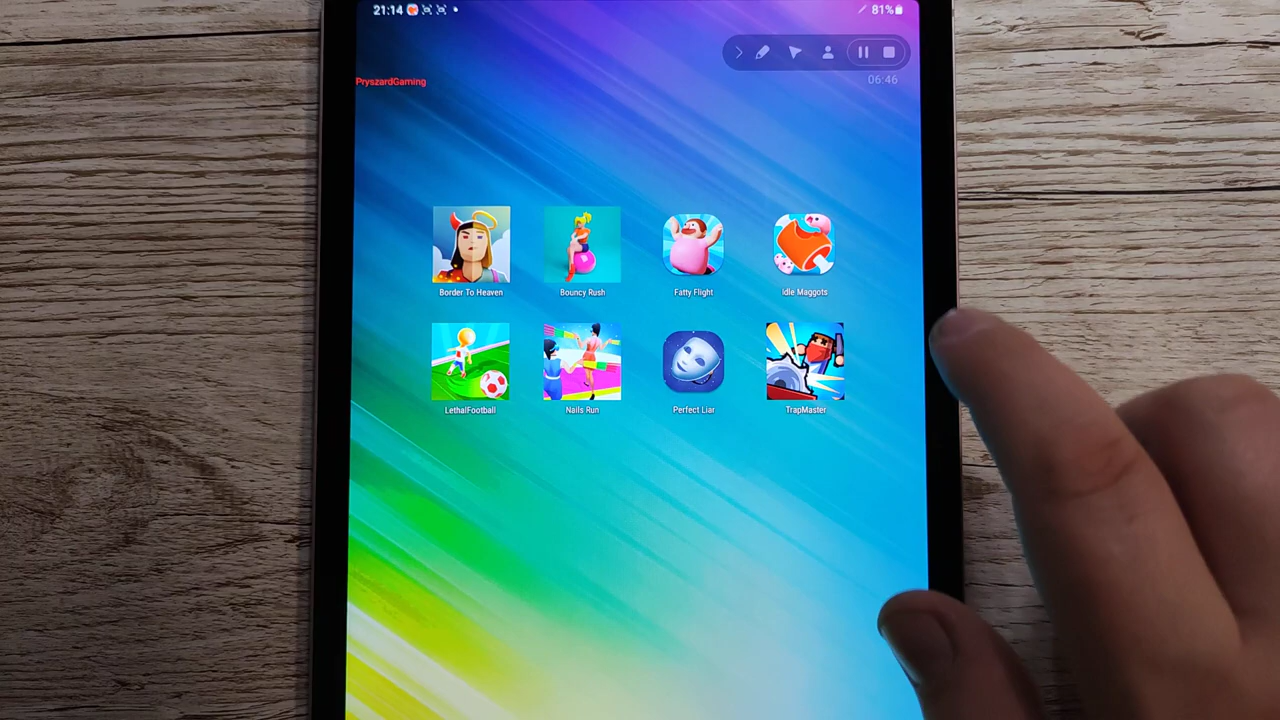 21:14
81%
06:46
PryszardGaming
Border To Heaven
Bouncy Rush
Fatty Flight
Idle Maggots
LethalFootball
Nails Run
Perfect Liar
TrapMaster